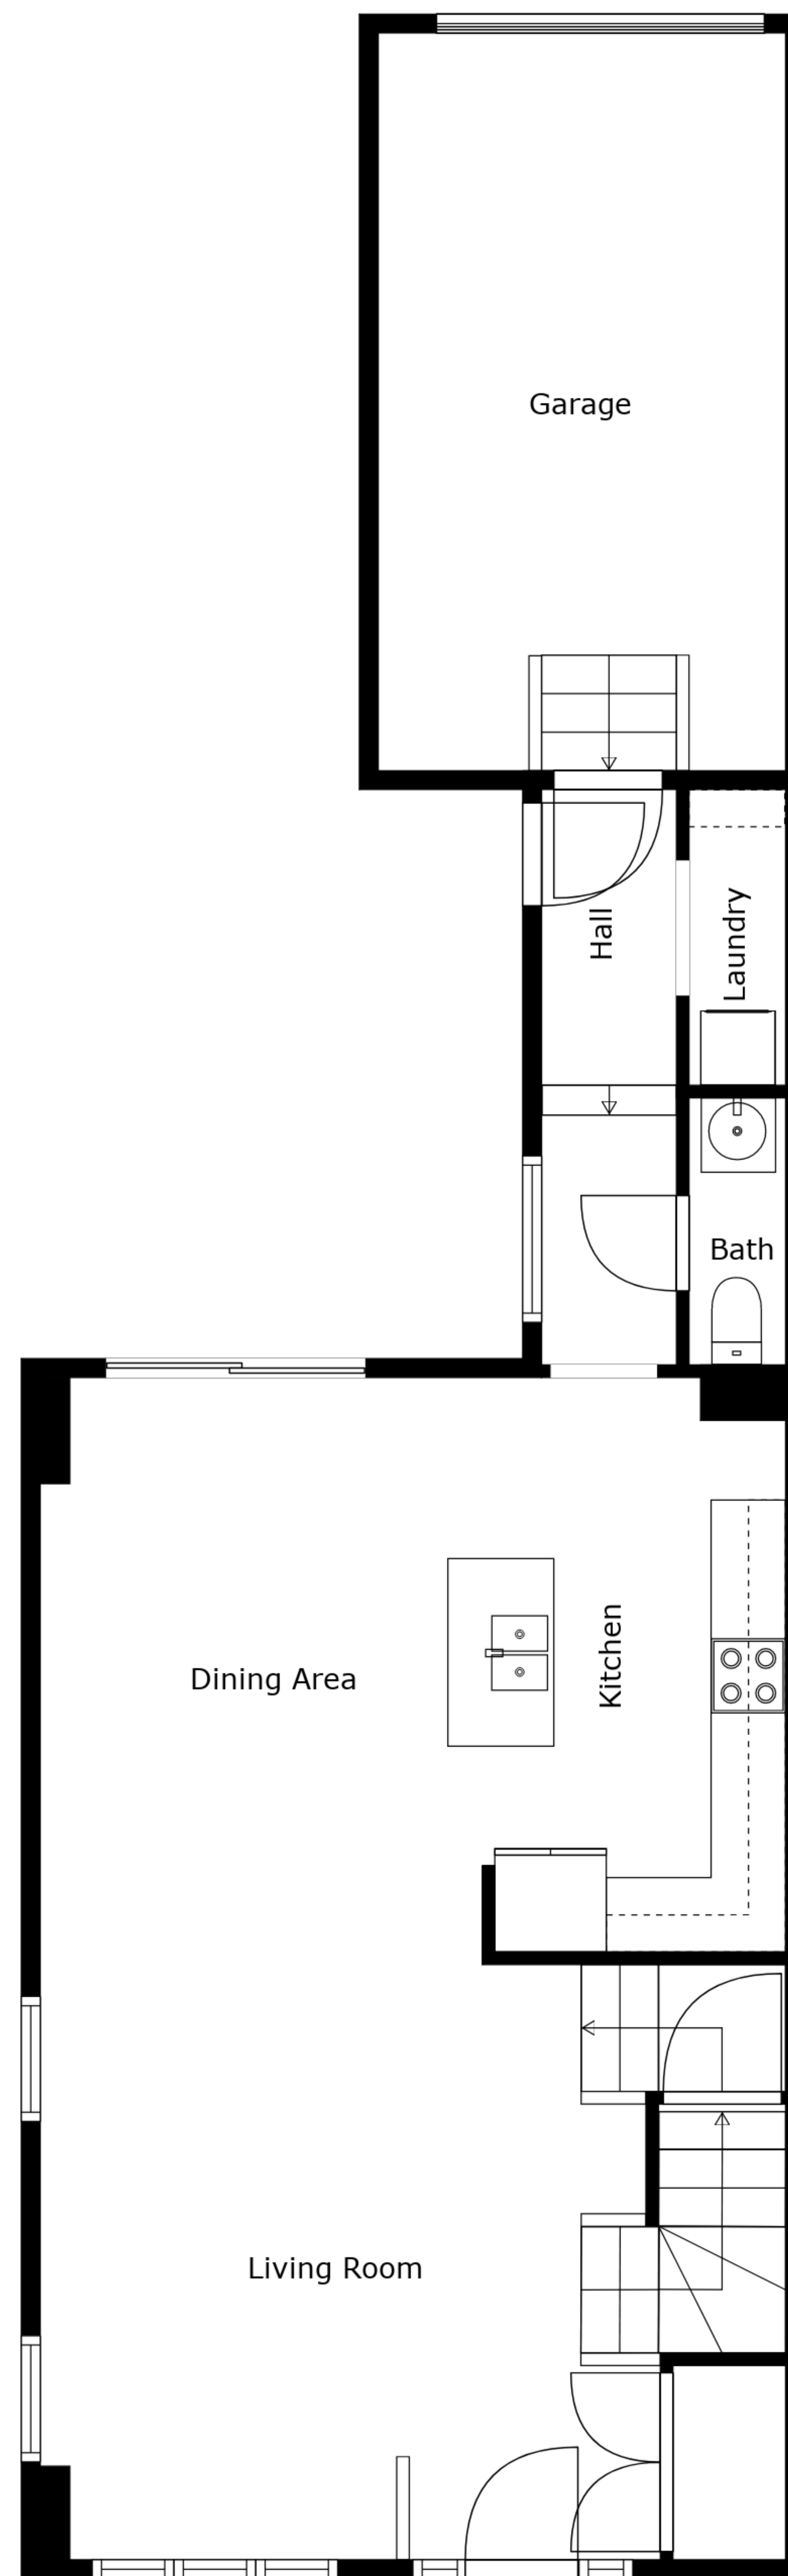 Garage
Hall
Laundry
Bath
Kitchen
Dining Area
Living Room